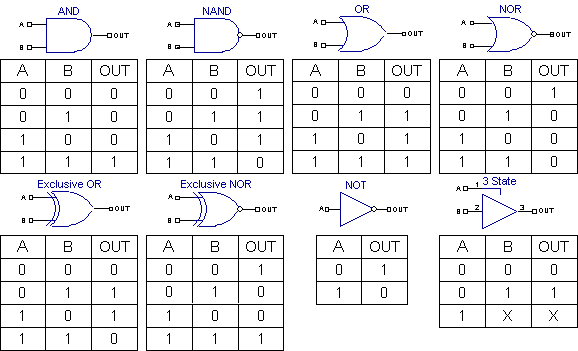 AND NAND OR NOR
A OUT A OUT A OUT A OUT
B B B B
A B OUT A B OUT A B OUT A B OUT
0 0 0 0 0 1 0 0 0 0 0 1
0 1 0 0 1 1 0 1 1 0 1 0
1 0 0 1 0 1 1 0 1 1 0 0
1 1 1 1 1 0 1 1 1 1 1 0
Exclusive OR Exclusive NOR NOT 3 State
A A A 1
OUT OUT A OUT B 2 3 OUT
B B
A B OUT A B OUT A OUT A B OUT
0 0 0 0 0 1 0 1 0 0 0
0 1 1 0 1 0 1 0 0 1 1
1 0 1 1 0 0 1 X X
1 1 0 1 1 1